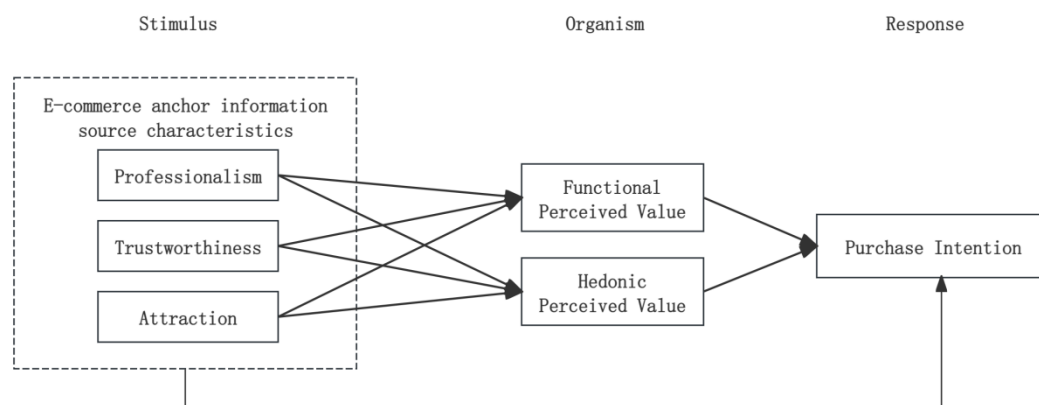 Stimulus
Organism
Response
E-commerce anchor information
source characteristics
Professionalism
Trustworthiness
Attraction
Functional
Perceived Value
Hedonic
Perceived Value
Purchase Intention